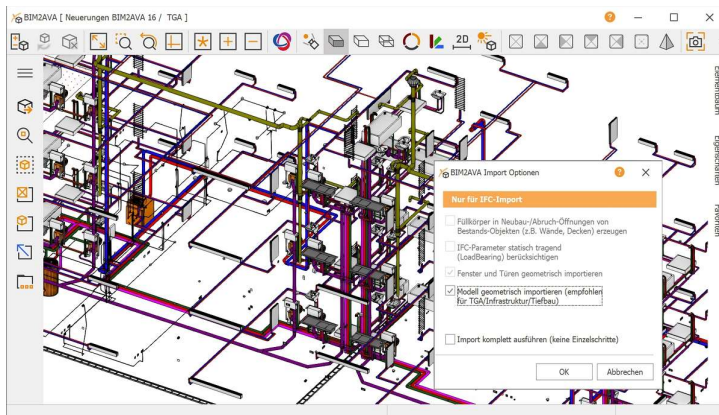 BIM2AVA [ Neuerungen BIM2AVA 16 / TGA ]
?
2D
Elementbaum
Eigenschaften
Favoriten
BIM2AVA Import Optionen
?
Nur für IFC-Import
Füllkörper in Neubau-/Abruch-Öffnungen von
Bestands-Objekten (z.B. Wände, Decken) erzeugen
IFC-Parameter statisch tragend
(LoadBearing) berücksichtigen
Fenster und Türen geometrisch importieren
Modell geometrisch importieren (empfohlen
für TGA/Infrastruktur/Tiefbau)
Import komplett ausführen (keine Einzelschritte)
OK
Abbrechen